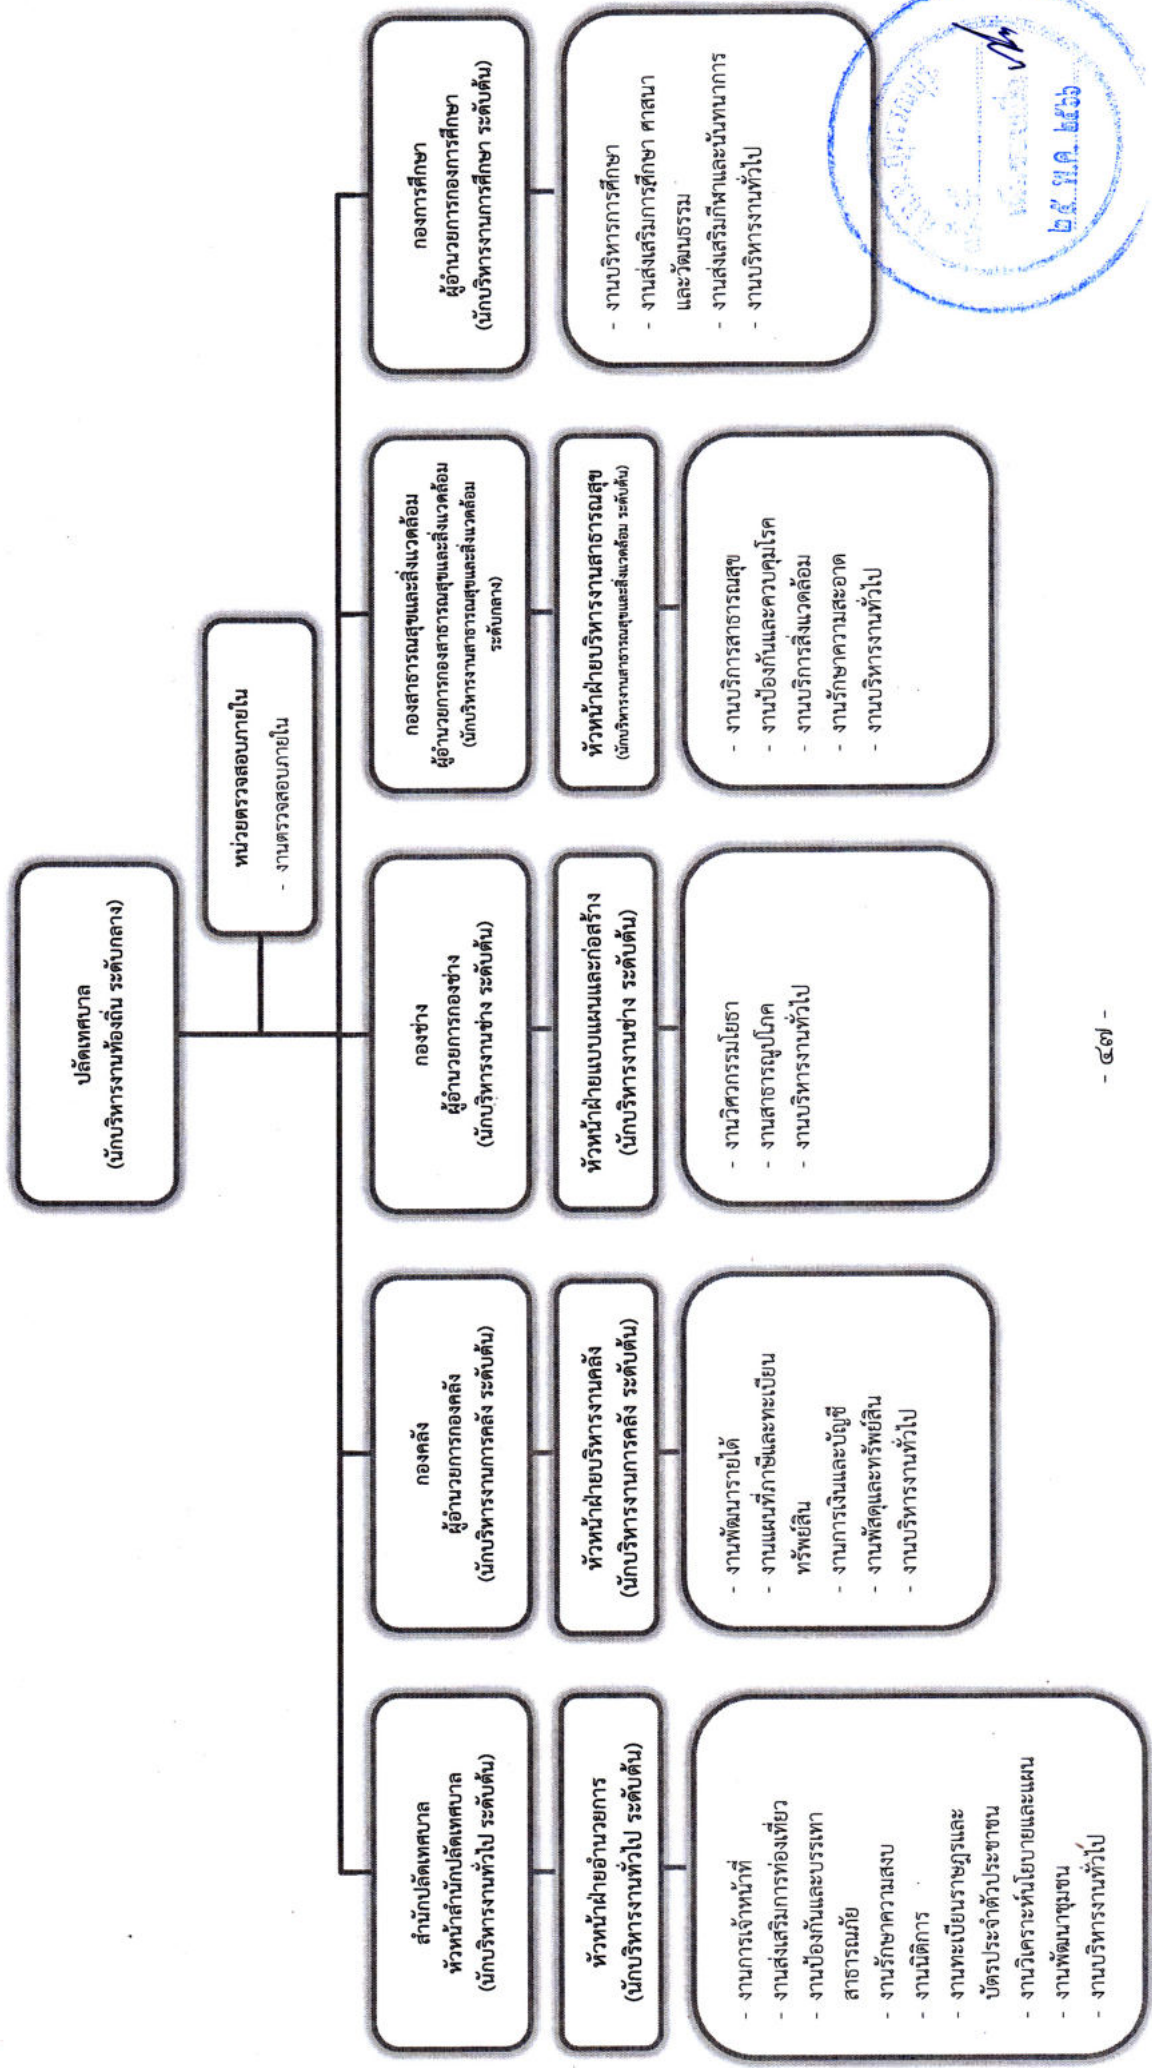 ปลัดเทศบาล
(นักบริหารงานท้องถิ่น ระดับกลาง)
หน่วยตรวจสอบภายใน
- งานตรวจสอบภายใน
สำนักปลัดเทศบาล
หัวหน้าสำนักปลัดเทศบาล
(นักบริหารงานทั่วไป ระดับต้น)
หัวหน้าฝ่ายอำนวยการ
(นักบริหารงานทั่วไป ระดับต้น)
- งานการเจ้าหน้าที่
- งานส่งเสริมการท่องเที่ยว
- งานป้องกันและบรรเทา
สาธารณภัย
- งานรักษาความสงบ
- งานนิติการ
- งานทะเบียนราษฎรและ
บัตรประจำตัวประชาชน
- งานวิเคราะห์นโยบายและแผน
- งานพัฒนาชุมชน
- งานบริหารงานทั่วไป
กองคลัง
ผู้อำนวยการกองคลัง
(นักบริหารงานการคลัง ระดับต้น)
หัวหน้าฝ่ายบริหารงานคลัง
(นักบริหารงานการคลัง ระดับต้น)
- งานพัฒนารายได้
- งานแผนที่ภาษีและทะเบียน
ทรัพย์สิน
- งานการเงินและบัญชี
- งานพัสดุและทรัพย์สิน
- งานบริหารงานทั่วไป
กองช่าง
ผู้อำนวยการกองช่าง
(นักบริหารงานช่าง ระดับต้น)
หัวหน้าฝ่ายแบบแผนและก่อสร้าง
(นักบริหารงานช่าง ระดับต้น)
- งานวิศวกรรมโยธา
- งานสาธารณูปโภค
- งานบริหารงานทั่วไป
กองสาธารณสุขและสิ่งแวดล้อม
ผู้อำนวยการกองสาธารณสุขและสิ่งแวดล้อม
(นักบริหารงานสาธารณสุขและสิ่งแวดล้อม
ระดับกลาง)
หัวหน้าฝ่ายบริหารงานสาธารณสุข
(นักบริหารงานสาธารณสุขและสิ่งแวดล้อม ระดับต้น)
- งานบริการสาธารณสุข
- งานป้องกันและควบคุมโรค
- งานบริการสิ่งแวดล้อม
- งานรักษาความสะอาด
- งานบริหารงานทั่วไป
กองการศึกษา
ผู้อำนวยการกองการศึกษา
(นักบริหารงานการศึกษา ระดับต้น)
- งานบริหารการศึกษา
- งานส่งเสริมการศึกษา ศาสนา
และวัฒนธรรม
- งานส่งเสริมกีฬาและนันทนาการ
- งานบริหารงานทั่วไป
๒๕ พ.ค. ๒๕๖๖
- ๔๗ -